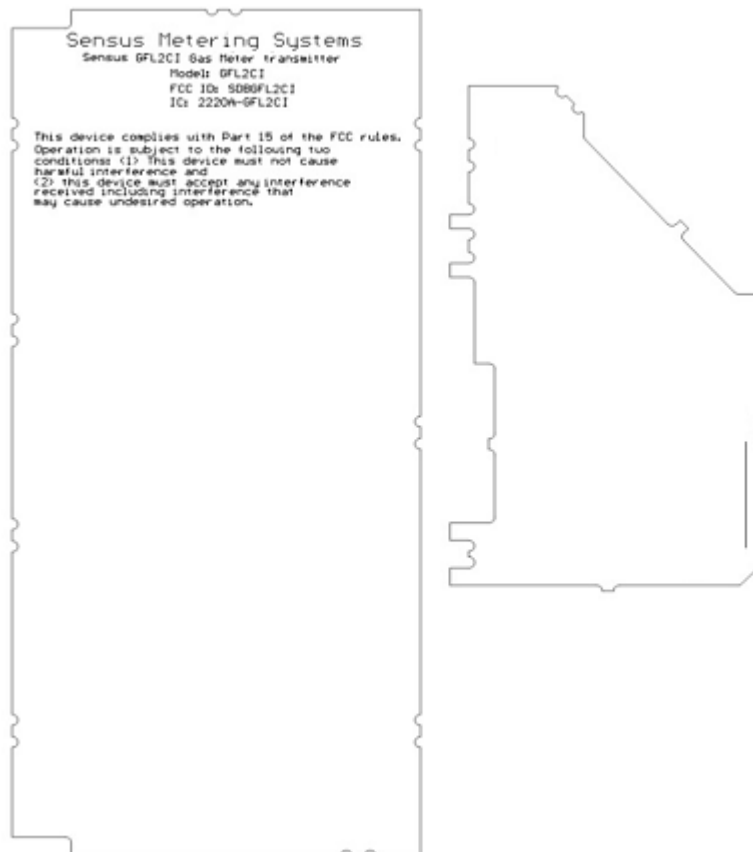 Sensus Metering Systems
Sensus GFL2CI Gas Meter transmitter
Model: GFL2CI
FCC ID: SDBGFL2CI
IC: 2220A-GFL2CI
This device complies with Part 15 of the FCC rules.
Operation is subject to the following two
conditions: (1) This device must not cause
harmful interference and
(2) this device must accept any interference
received including interference that
may cause undesired operation.